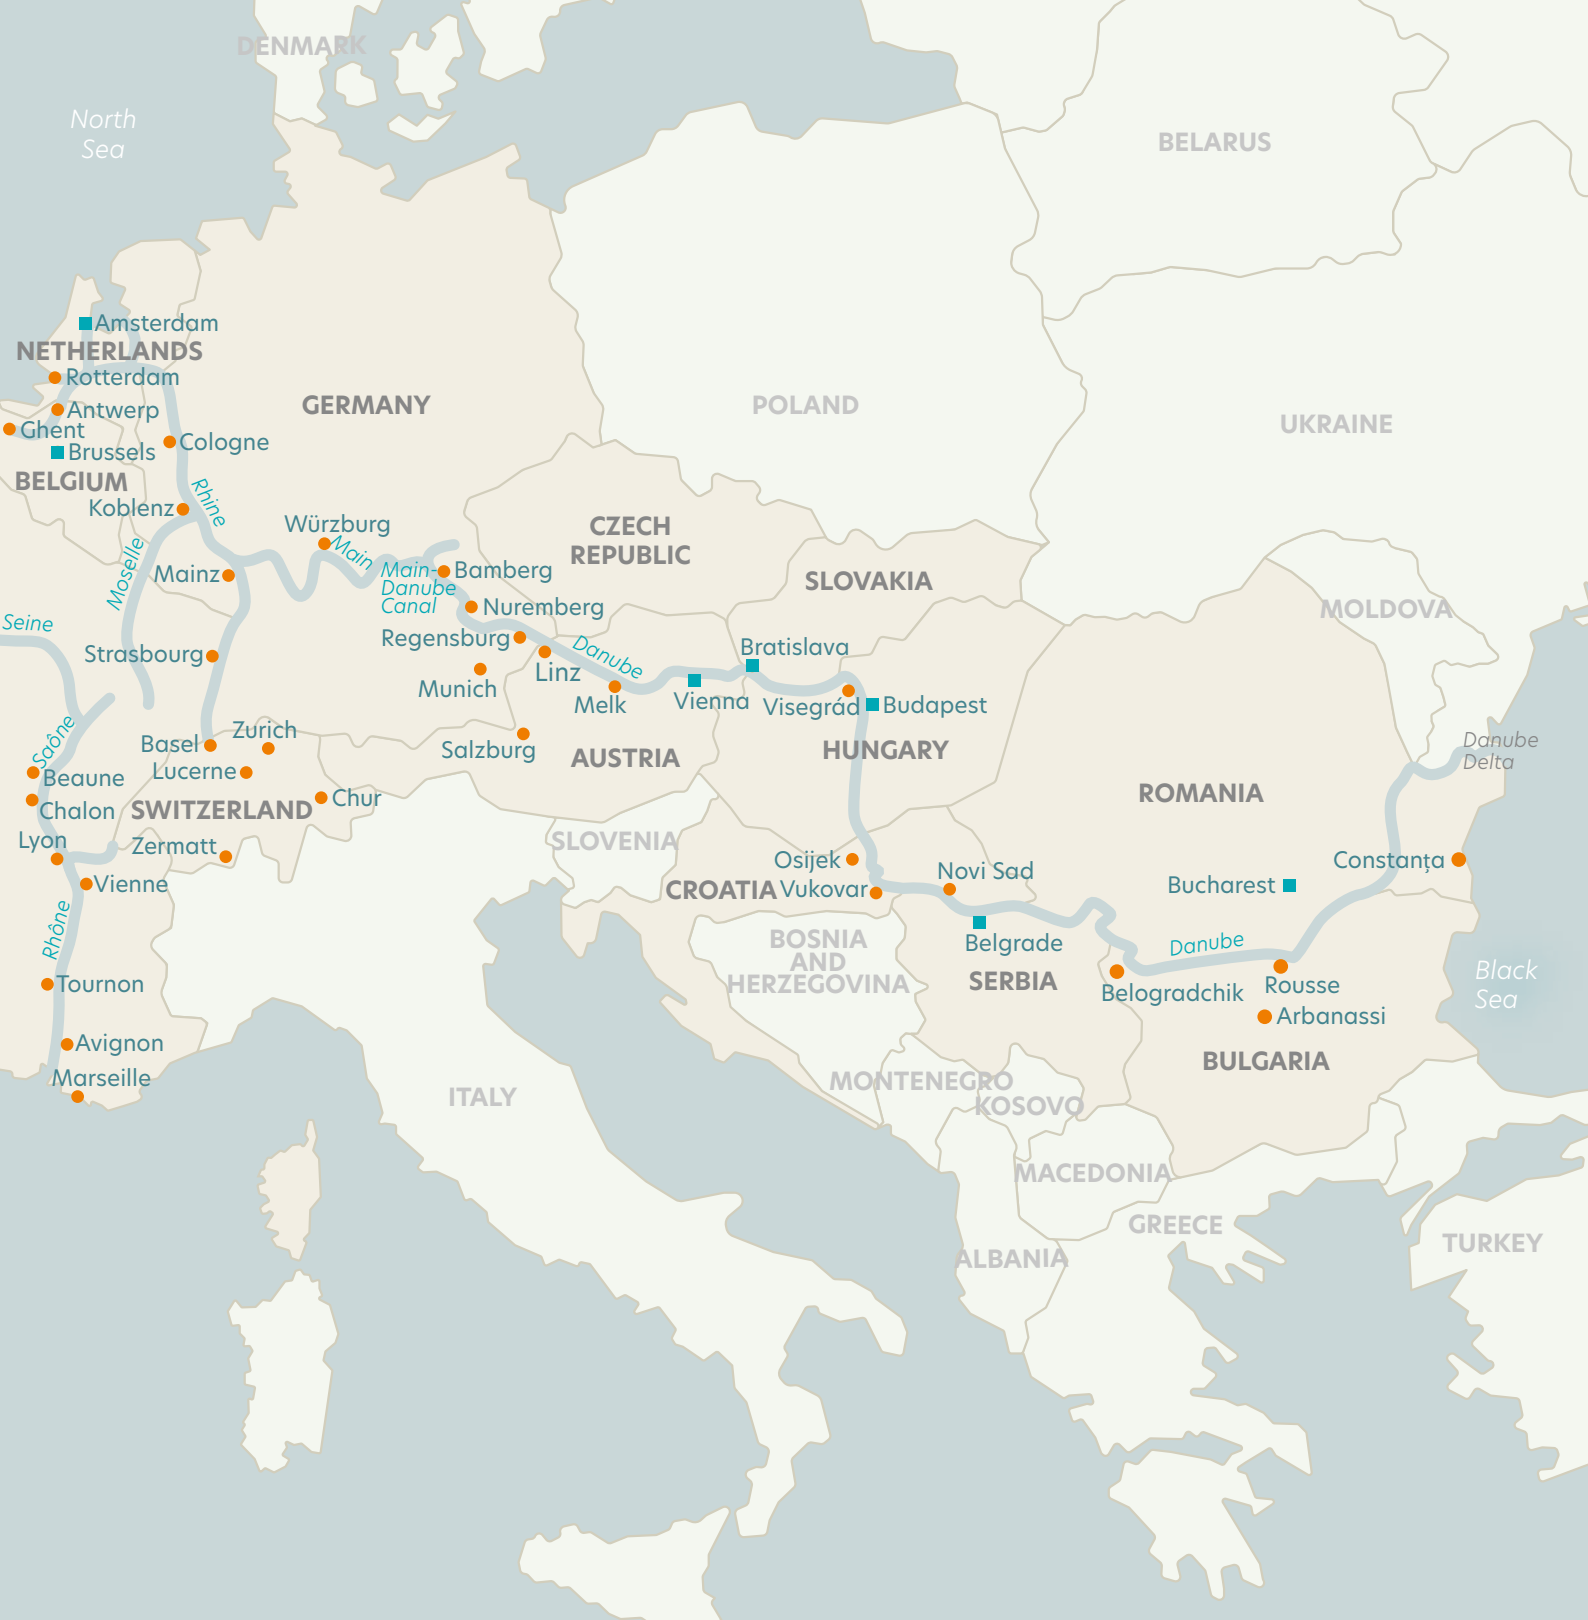 DENMARK
North
Sea
BELARUS
Amsterdam
NETHERLANDS
Rotterdam
Antwerp
Ghent
Brussels
BELGIUM
Cologne
GERMANY
POLAND
UKRAINE
Koblenz
Rhine
Moselle
Würzburg
Main
Main-
Danube
Canal
Bamberg
Nuremberg
CZECH
REPUBLIC
SLOVAKIA
MOLDOVA
Mainz
Seine
Strasbourg
Regensburg
Linz
Danube
Munich
Melk
Vienna
Bratislava
Visegrád
Budapest
Danube
Delta
Saône
Basel
Zurich
Salzburg
AUSTRIA
HUNGARY
ROMANIA
Beaune
Lucerne
Chalon
SWITZERLAND
Chur
Lyon
Zermatt
SLOVENIA
Osijek
Novi Sad
Constanța
Vienne
CROATIA
Vukovar
Bucharest
Rhône
BOSNIA
AND
HERZEGOVINA
Belgrade
SERBIA
Danube
Belogradchik
Rousse
Arbanassi
Black
Sea
Tournon
Avignon
Marseille
BULGARIA
ITALY
MONTENEGRO
KOSOVO
MACEDONIA
GREECE
ALBANIA
TURKEY